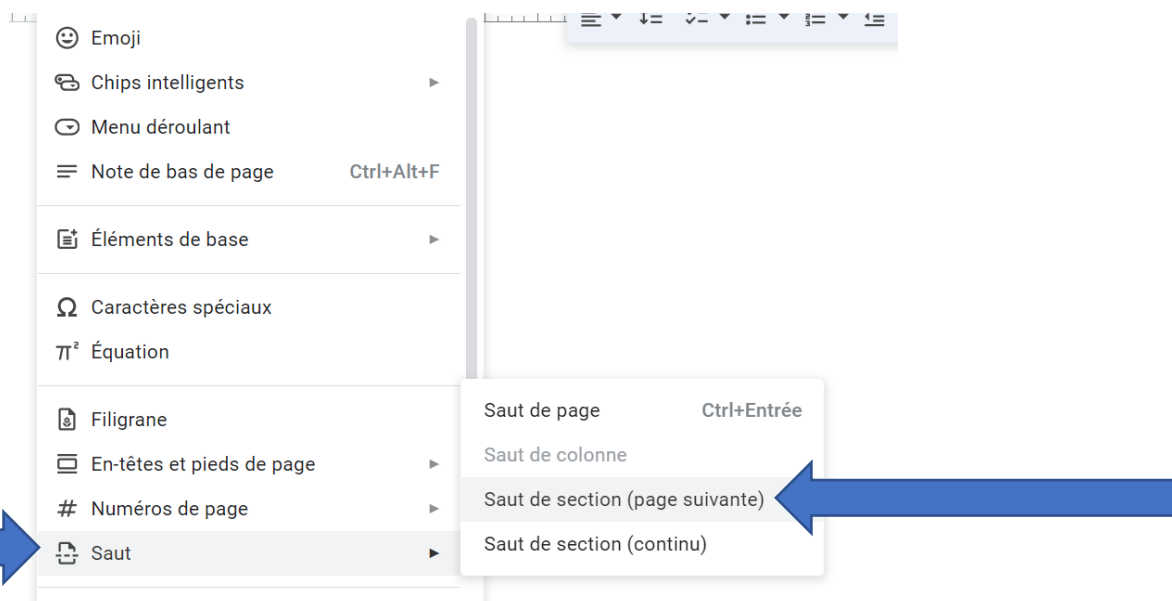 Emoji
Chips intelligents
Menu déroulant
Note de bas de page Ctrl+Alt+F
Éléments de base
Ω Caractères spéciaux
π² Équation
Filigrane
En-têtes et pieds de page
# Numéros de page
Saut
Saut de page Ctrl+Entrée
Saut de colonne
Saut de section (page suivante)
Saut de section (continu)